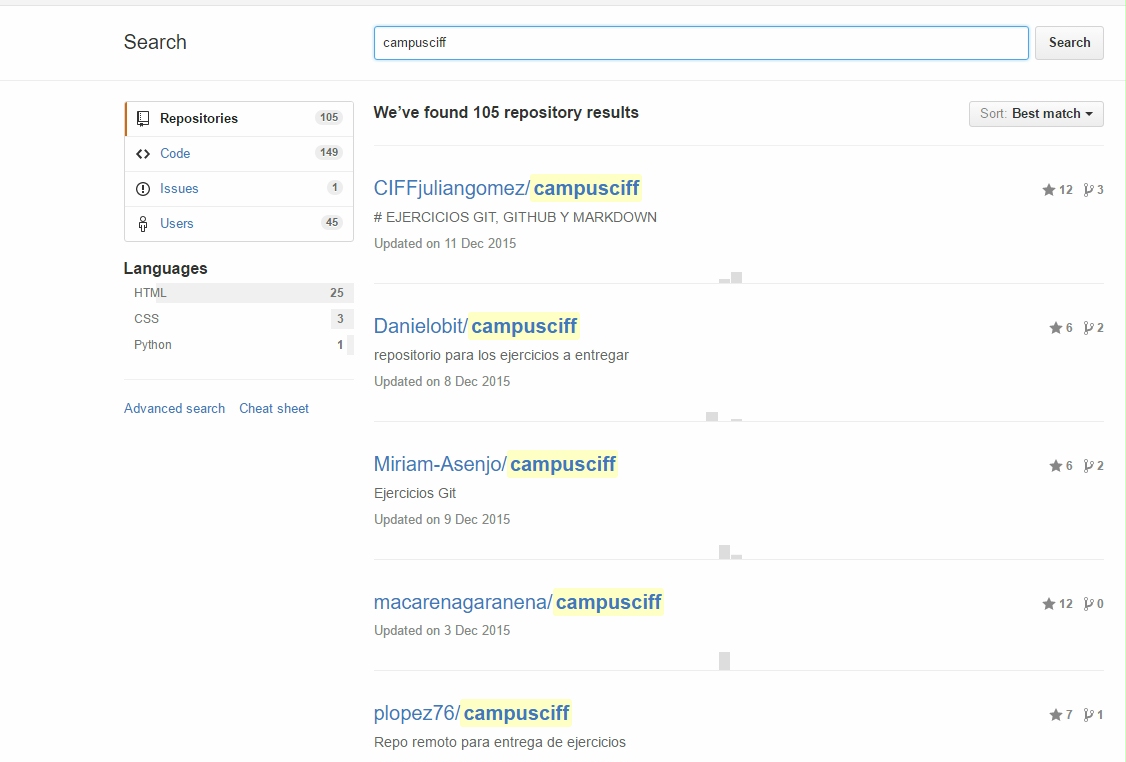 Search
campusciff
Search
Repositories 105
Code 149
Issues 1
Users 45
Languages
HTML 25
CSS 3
Python 1
Advanced search Cheat sheet
We’ve found 105 repository results
Sort: Best match
CIFFjuliangomez/campusciff
12 3
# EJERCICIOS GIT, GITHUB Y MARKDOWN
Updated on 11 Dec 2015
Danielobit/campusciff
6 2
repositorio para los ejercicios a entregar
Updated on 8 Dec 2015
Miriam-Asenjo/campusciff
6 2
Ejercicios Git
Updated on 9 Dec 2015
macarenagaranena/campusciff
12 0
Updated on 3 Dec 2015
plopez76/campusciff
7 1
Repo remoto para entrega de ejercicios